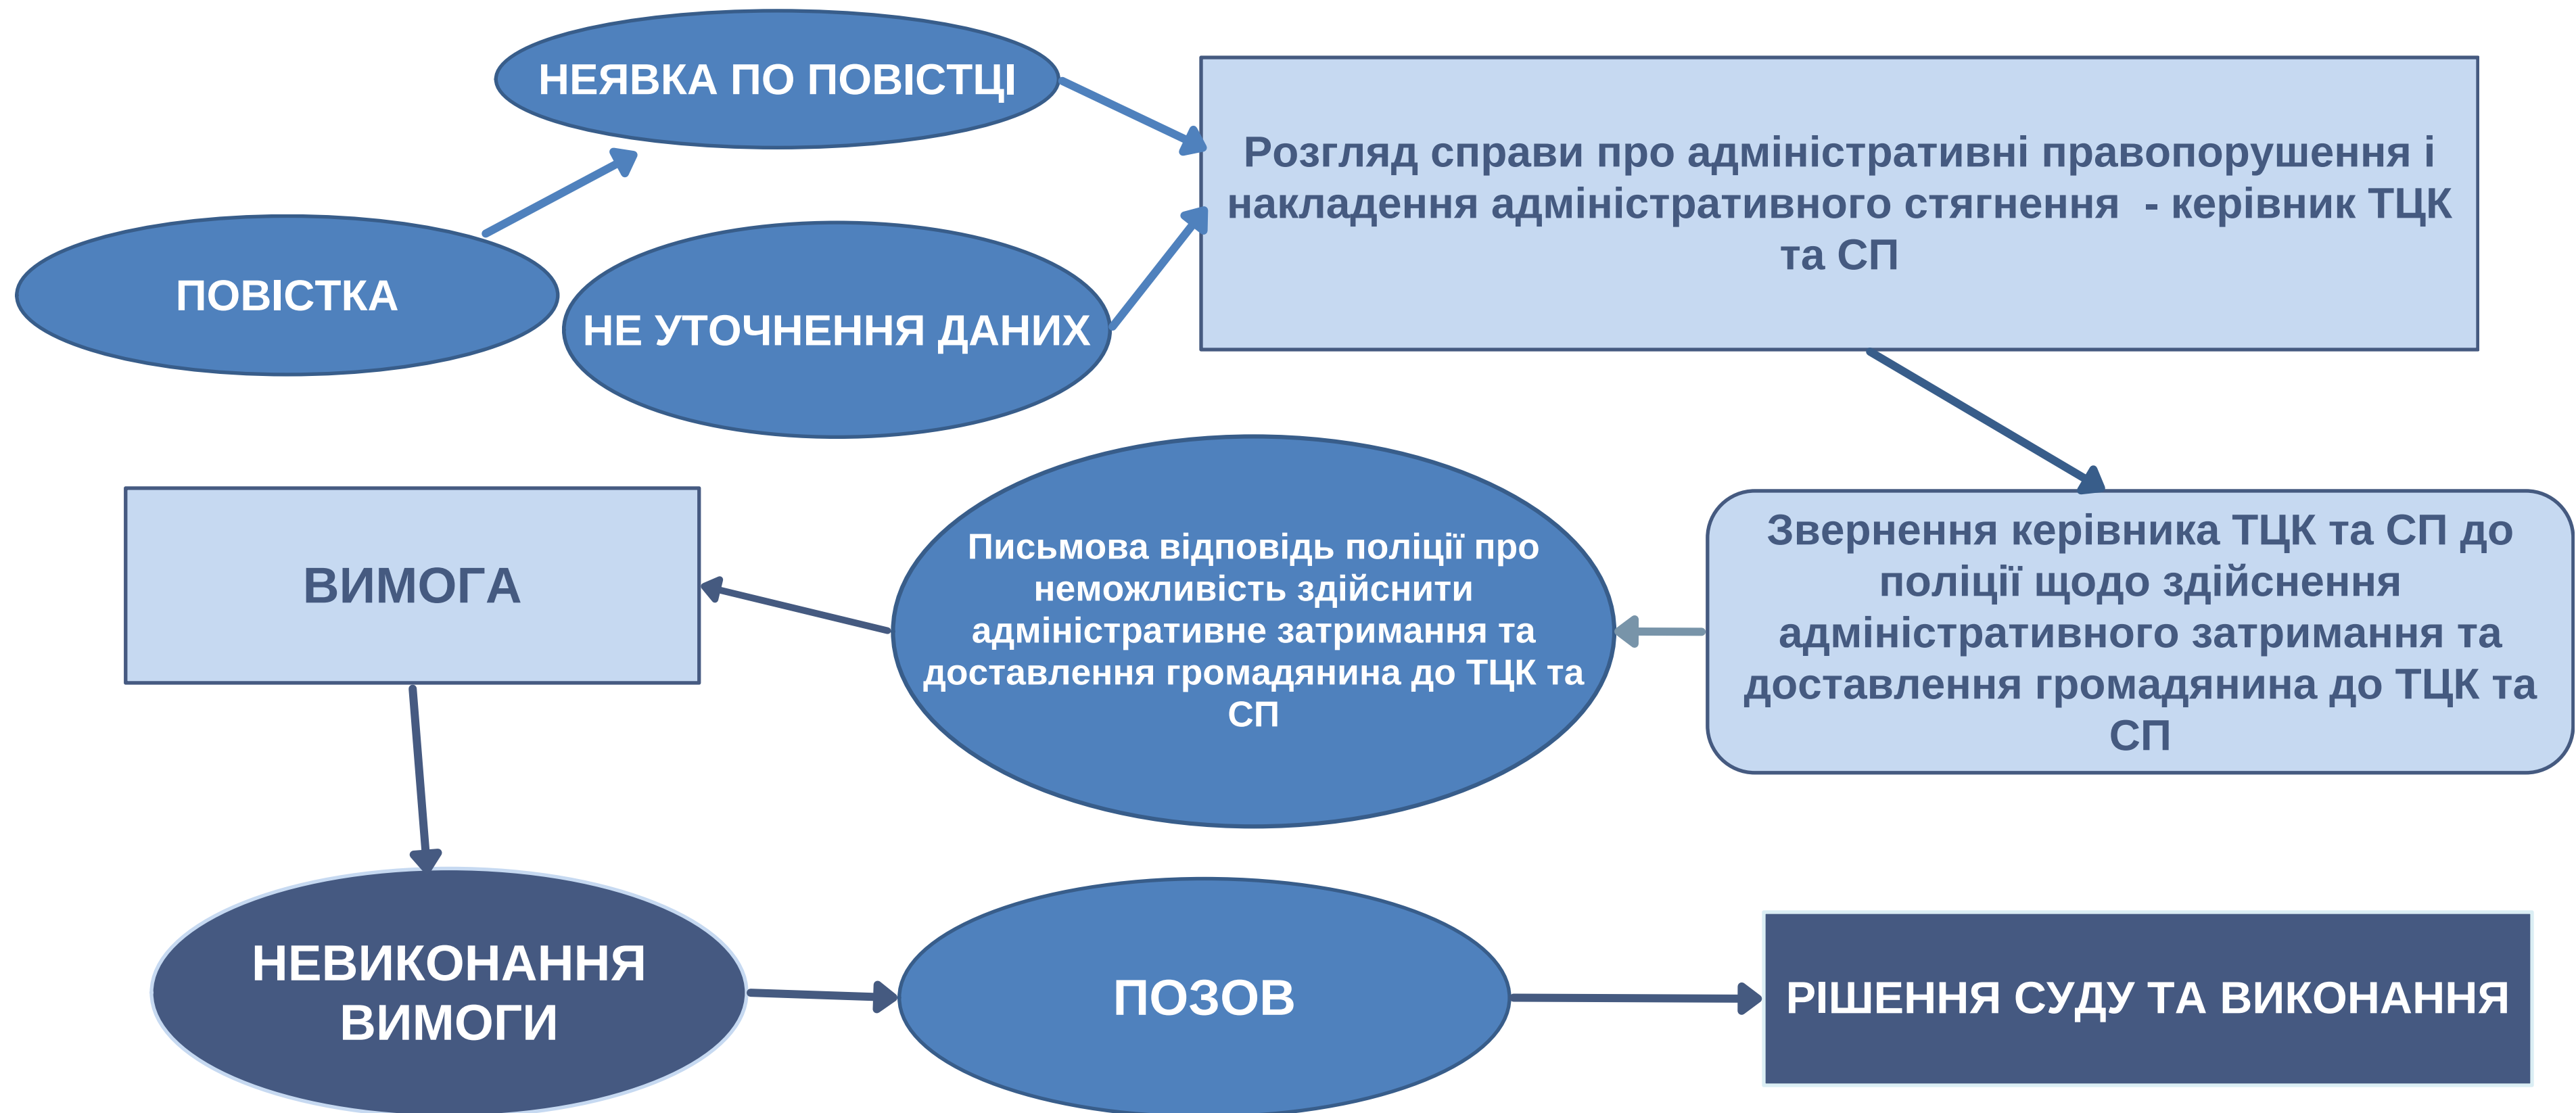 НЕЯВКА ПО ПОВІСТЦІ
ПОВІСТКА
НЕ УТОЧНЕННЯ ДАНИХ
Розгляд справи про адміністративні правопорушення і
накладення адміністративного стягнення  - керівник ТЦК
та СП
Звернення керівника ТЦК та СП до
поліції щодо здійснення
адміністративного затримання та
доставлення громадянина до ТЦК та
СП
Письмова відповідь поліції про
неможливість здійснити
адміністративне затримання та
доставлення громадянина до ТЦК та
СП
ВИМОГА
НЕВИКОНАННЯ
ВИМОГИ
ПОЗОВ
РІШЕННЯ СУДУ ТА ВИКОНАННЯ